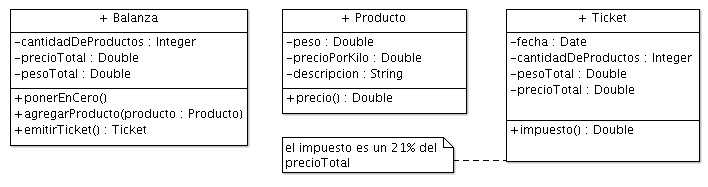 + Balanza
-cantidadDeProductos : Integer
-precioTotal : Double
-pesoTotal : Double
+ponerEnCero()
+agregarProducto(producto : Producto)
+emitirTicket() : Ticket
+ Producto
-peso : Double
-precioPorKilo : Double
-descripcion : String
+precio() : Double
el impuesto es un 21% del
precioTotal
+ Ticket
-fecha : Date
-cantidadDeProductos : Integer
-pesoTotal : Double
-precioTotal : Double
+impuesto() : Double